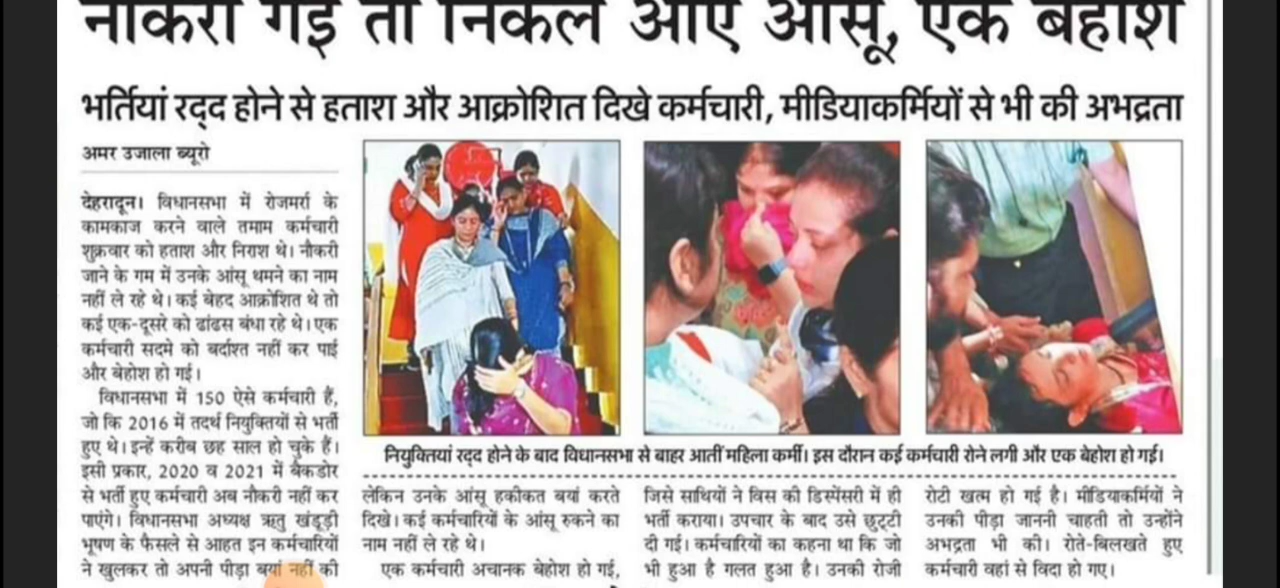 नौकरी गई तो निकल आए आंसू, एक बेहोश
भर्तियां रद्द होने से हताश और आक्रोशित दिखे कर्मचारी, मीडियाकर्मियों से भी की अभद्रता
अमर उजाला ब्यूरो
देहरादून। विधानसभा में रोजमर्रा के
कामकाज करने वाले तमाम कर्मचारी
शुक्रवार को हताश और निराश थे। नौकरी
जाने के गम में उनके आंसू थमने का नाम
नहीं ले रहे थे। कई बेहद आक्रोशित थे तो
कई एक-दूसरे को ढांढस बंधा रहे थे। एक
कर्मचारी सदमे को बर्दाश्त नहीं कर पाई
और बेहोश हो गई।
विधानसभा में 150 ऐसे कर्मचारी हैं,
जो कि 2016 में तदर्थ नियुक्तियों से भर्ती
हुए थे। इन्हें करीब छह साल हो चुके हैं।
इसी प्रकार, 2020 व 2021 में बैकडोर
से भर्ती हुए कर्मचारी अब नौकरी नहीं कर
पाएंगे। विधानसभा अध्यक्ष ऋतु खंडूड़ी
भूषण के फैसले से आहत इन कर्मचारियों
ने खुलकर तो अपनी पीड़ा बयां नहीं की
नियुक्तियां रद्द होने के बाद विधानसभा से बाहर आतीं महिला कर्मी। इस दौरान कई कर्मचारी रोने लगी और एक बेहोश हो गई।
लेकिन उनके आंसू हकीकत बयां करते
दिखे। कई कर्मचारियों के आंसू रुकने का
नाम नहीं ले रहे थे।
एक कर्मचारी अचानक बेहोश हो गई,
जिसे साथियों ने विस की डिस्पेंसरी में ही
भर्ती कराया। उपचार के बाद उसे छुट्टी
दी गई। कर्मचारियों का कहना था कि जो
भी हुआ है गलत हुआ है। उनकी रोजी
रोटी खत्म हो गई है। मीडियाकर्मियों ने
उनकी पीड़ा जाननी चाहती तो उन्होंने
अभद्रता भी की। रोते-बिलखते हुए
कर्मचारी वहां से विदा हो गए।